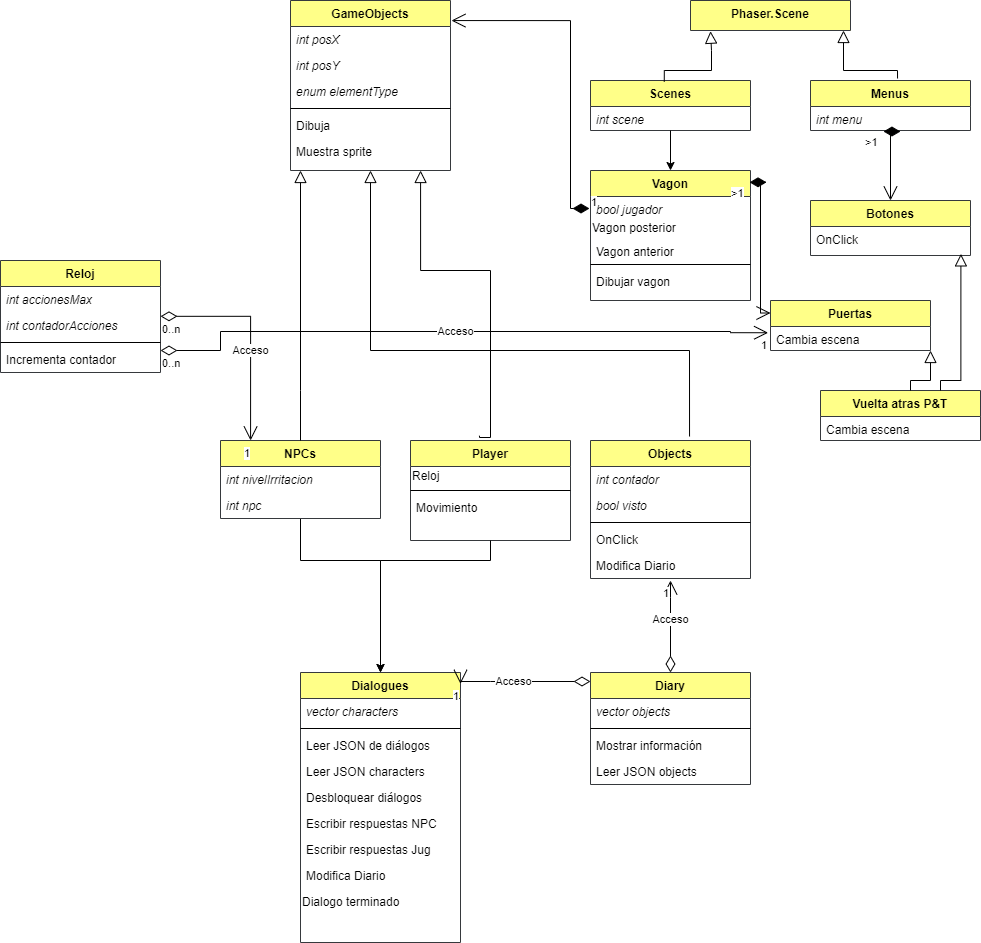 GameObjects
int posX
int posY
enum elementType
Dibuja
Muestra sprite
Phaser.Scene
Scenes
int scene
Menus
int menu
>1
Vagon
>1
1
bool jugador
Vagon posterior
Vagon anterior
Dibujar vagon
Botones
OnClick
Reloj
int accionesMax
int contadorAcciones
Incrementa contador
0..n
0..n
Acceso
Acceso
1
Puertas
Cambia escena
Vuelta atras P&T
Cambia escena
1
NPCs
int nivelIrritacion
int npc
Player
Reloj
Movimiento
Objects
int contador
bool visto
OnClick
Modifica Diario
1
Acceso
Dialogues
1
vector characters
Leer JSON de diálogos
Leer JSON characters
Desbloquear diálogos
Escribir respuestas NPC
Escribir respuestas Jug
Modifica Diario
Dialogo terminado
Acceso
Diary
vector objects
Mostrar información
Leer JSON objects